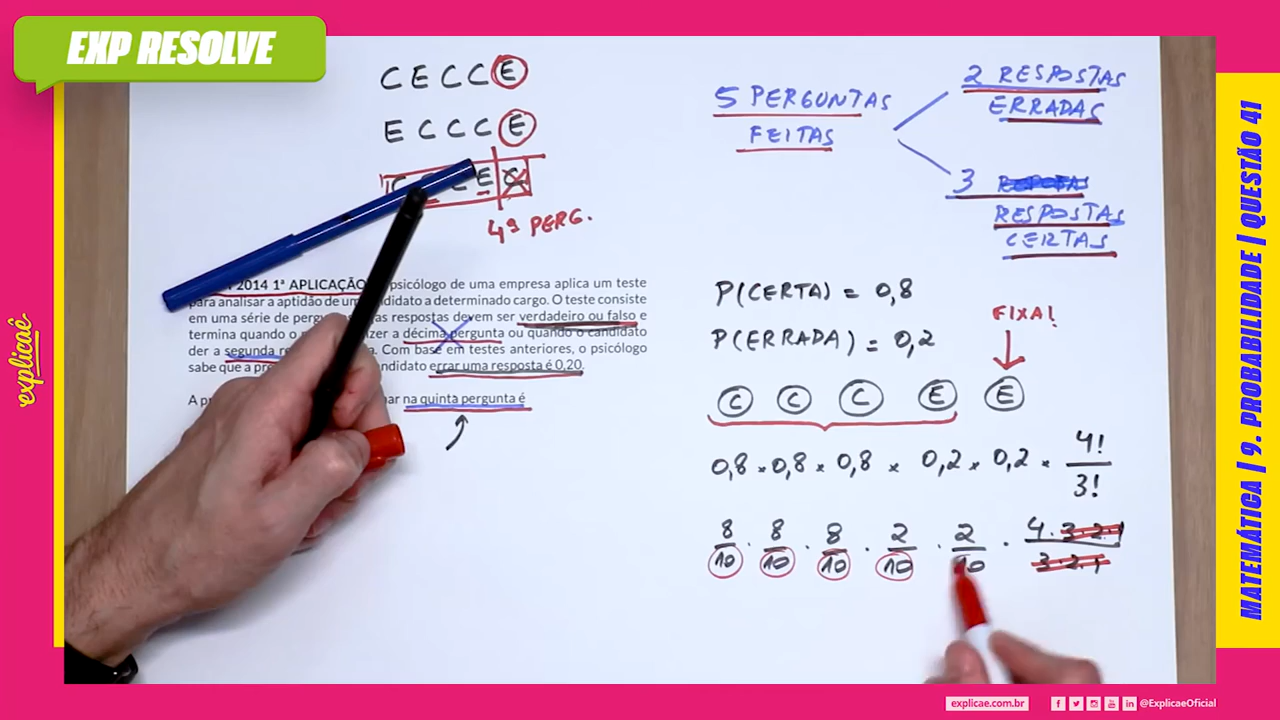 EXP RESOLVE
C E C C E
E C C C E
E
4ª PERG.
5 PERGUNTAS
FEITAS
2 RESPOSTAS
ERRADAS
3
RESPOSTAS
CERTAS
2014 1ª APLICAÇÃO psicólogo de uma empresa aplica um teste
para analisar a aptidão de um candidato a determinado cargo. O teste consiste
em uma série de pergu as respostas devem ser verdadeiro ou falso e
termina quando o fazer a décima pergunta ou quando o candidato
der a segunda Com base em testes anteriores, o psicólogo
sabe que a candidato errar uma resposta é 0,20.
A na quinta pergunta é
P(CERTA) = 0,8
P(ERRADA) = 0,2
FIXA!
C C C E E
0,8 × 0,8 × 0,8 × 0,2 × 0,2 × 4!/3!
8/10 · 8/10 · 8/10 · 2/10 · 2/10 · 4·3·2·1/3·2·1
explicaê
MATEMÁTICA | 9. PROBABILIDADE | QUESTÃO 41
explicae.com.br @ExplicaeOficial